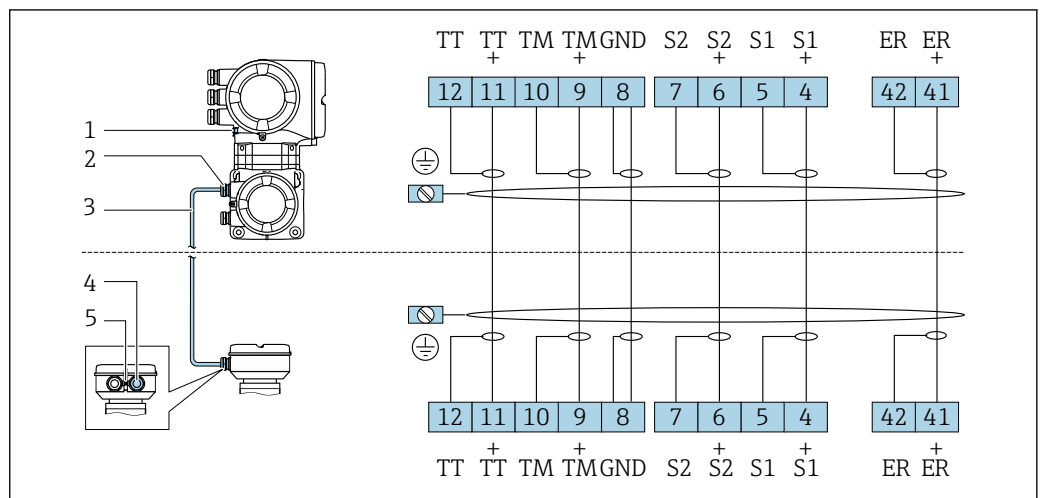 TT TT TM TM GND S2 S2 S1 S1 ER ER
+ + + + +
12 11 10 9 8 7 6 5 4 42 41
1
2
3
4
5
12 11 10 9 8 7 6 5 4 42 41
+ + + + +
TT TT TM TM GND S2 S2 S1 S1 ER ER